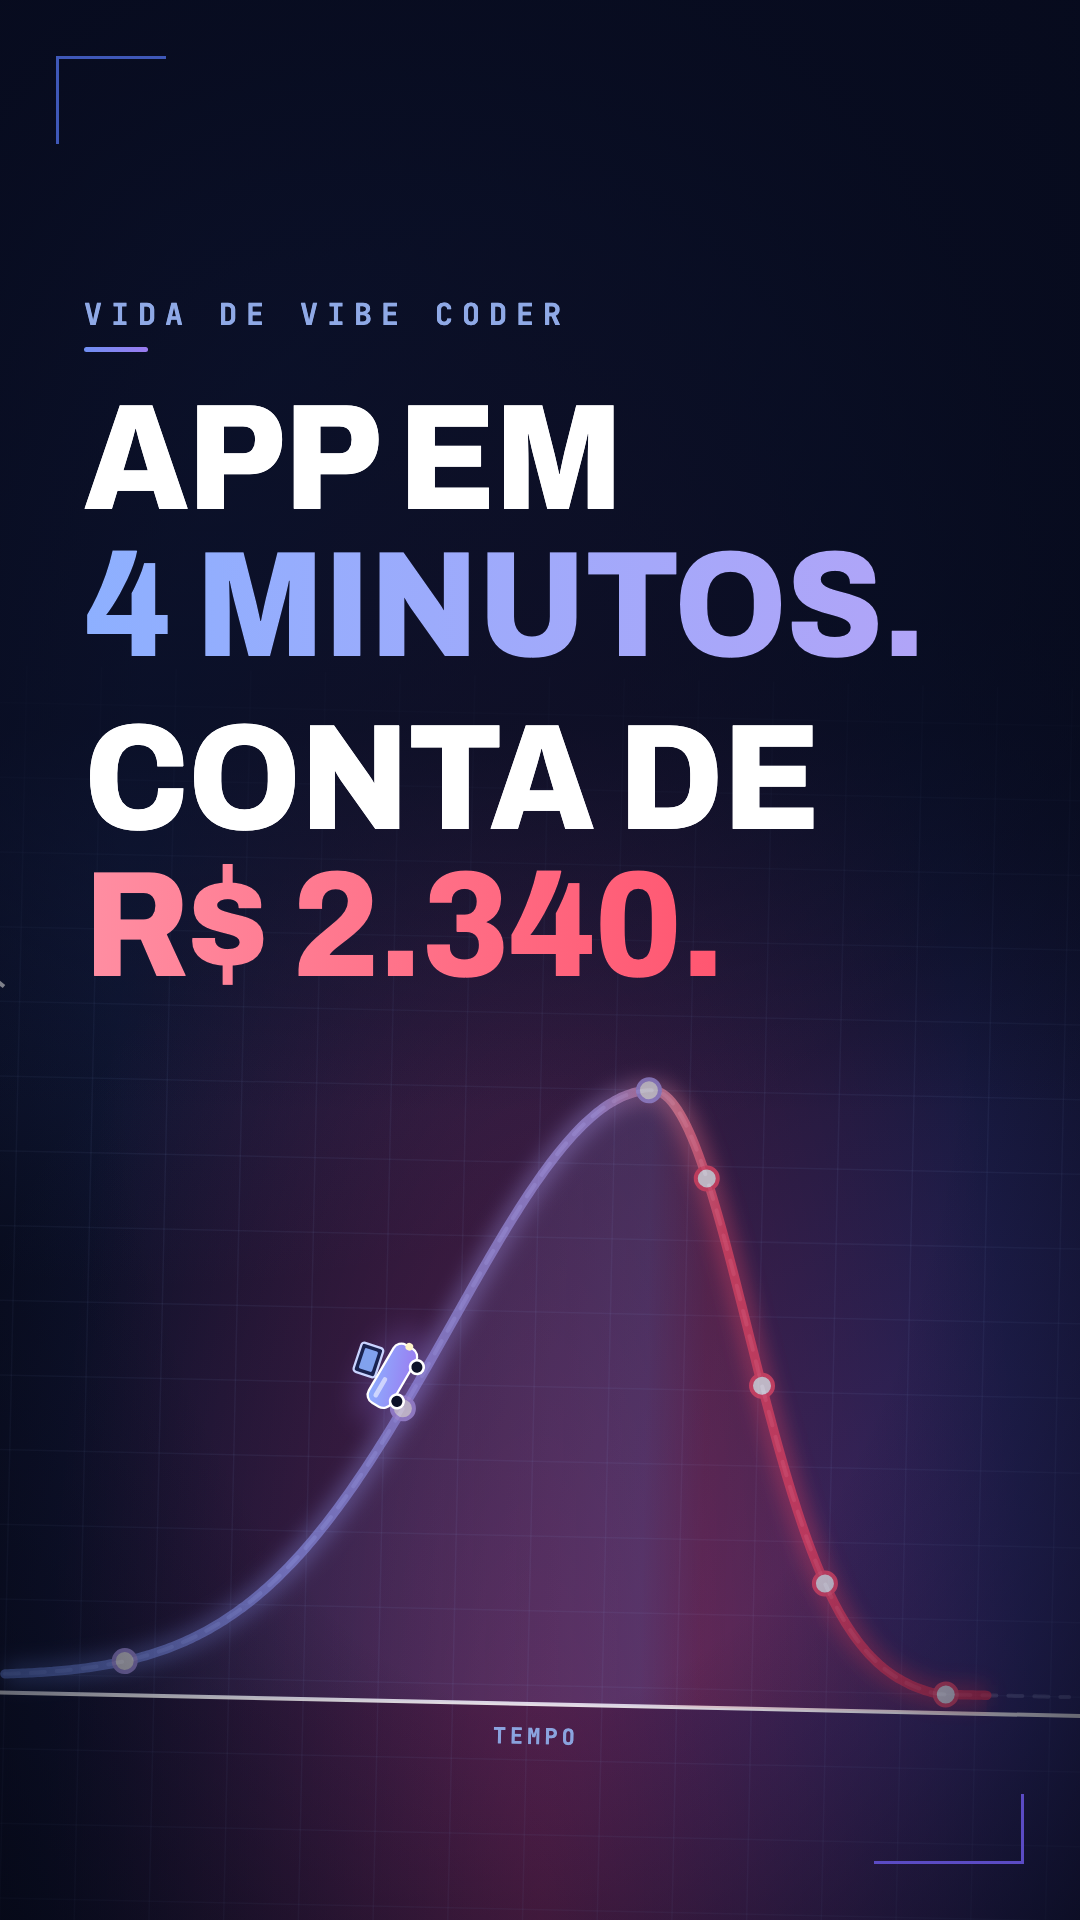 VIDA DE VIBE CODER
APP EM
4 MINUTOS.
CONTA DE
R$ 2.340.
TEMPO